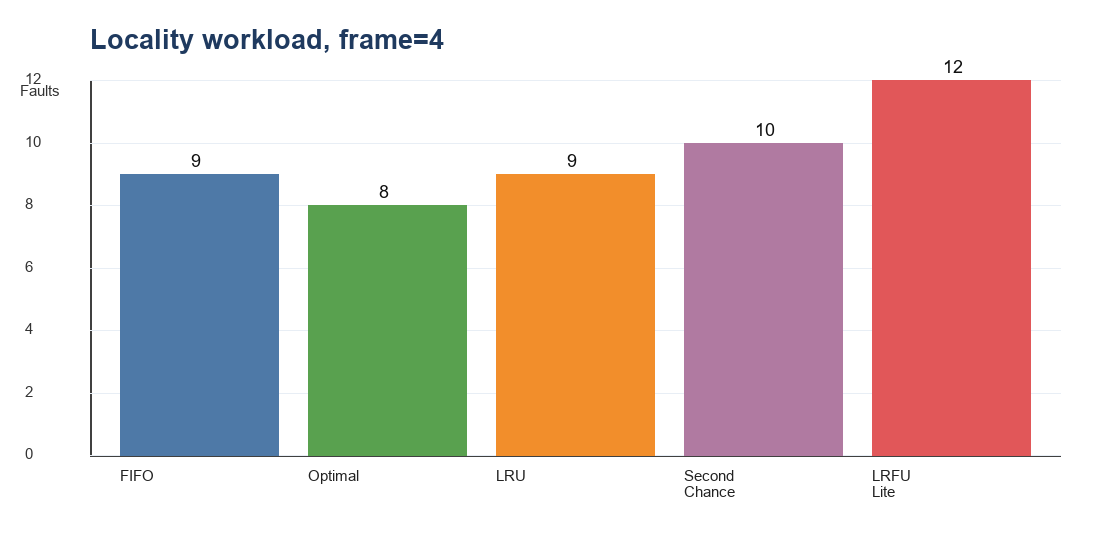 Locality workload, frame=4
12
Faults
10
8
6
4
2
0
9
8
9
10
12
FIFO
Optimal
LRU
Second
Chance
LRFU
Lite